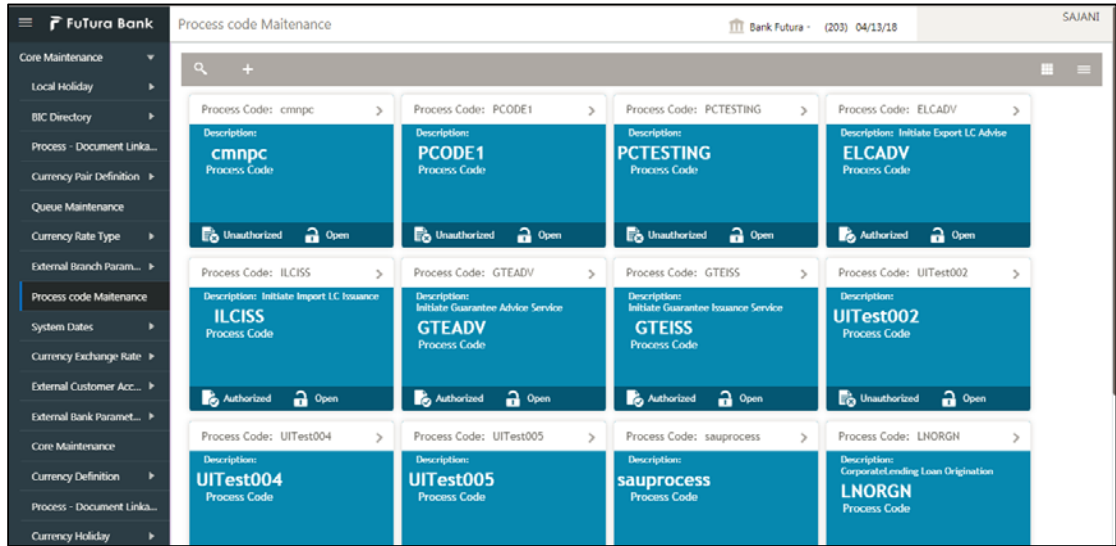 FuTura Bank
Process code Maitenance
Bank Futura - (203) 04/13/18
SAJANI
Core Maintenance
Local Holiday
BIC Directory
Process - Document Linka...
Currency Pair Definition
Queue Maintenance
Currency Rate Type
External Branch Param...
Process code Maitenance
System Dates
Currency Exchange Rate
External Customer Acc...
External Bank Paramet...
Core Maintenance
Currency Definition
Process - Document Linka...
Currency Holiday
Process Code: cmnpc
Description:
cmnpc
Process Code
Unauthorized Open
Process Code: PCODE1
Description:
PCODE1
Process Code
Unauthorized Open
Process Code: PCTESTING
Description:
PCTESTING
Process Code
Unauthorized Open
Process Code: ELCADV
Description: Initiate Export LC Advise
ELCADV
Process Code
Authorized Open
Process Code: ILCISS
Description: Initiate Import LC Issuance
ILCISS
Process Code
Authorized Open
Process Code: GTEADV
Description:
Initiate Guarantee Advice Service
GTEADV
Process Code
Authorized Open
Process Code: GTEISS
Description:
Initiate Guarantee Issuance Service
GTEISS
Process Code
Authorized Open
Process Code: UITest002
Description:
UITest002
Process Code
Unauthorized Open
Process Code: UITest004
Description:
UITest004
Process Code
Process Code: UITest005
Description:
UITest005
Process Code
Process Code: sauprocess
Description:
sauprocess
Process Code
Process Code: LNORGN
Description:
CorporateLending Loan Origination
LNORGN
Process Code